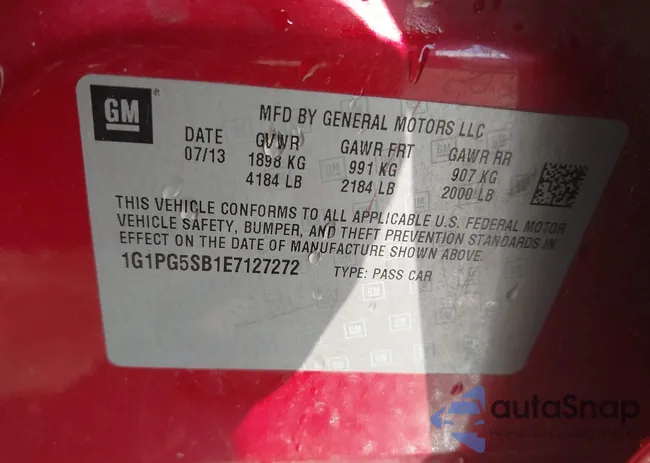 GM
MFD BY GENERAL MOTORS LLC
DATE GVWR GAWR FRT GAWR RR
07/13 1898 KG 991 KG 907 KG
4184 LB 2184 LB 2000 LB
THIS VEHICLE CONFORMS TO ALL APPLICABLE U.S. FEDERAL MOTOR
VEHICLE SAFETY, BUMPER, AND THEFT PREVENTION STANDARDS IN
EFFECT ON THE DATE OF MANUFACTURE SHOWN ABOVE.
1G1PG5SB1E7127272 TYPE: PASS CAR
autaSnap